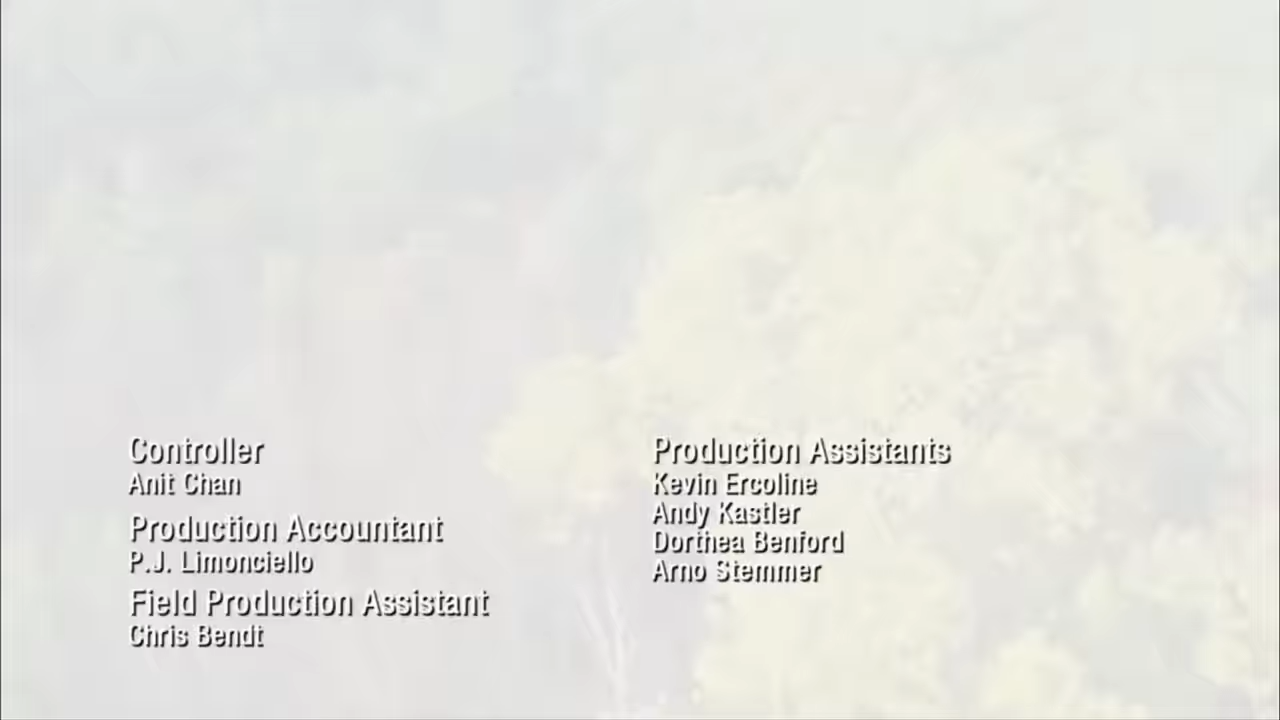 Controller
Anit Chan
Production Accountant
P.J. Limonciello
Field Production Assistant
Chris Bendt
Production Assistants
Kevin Ercoline
Andy Kastler
Dorthea Benford
Arno Stemmer